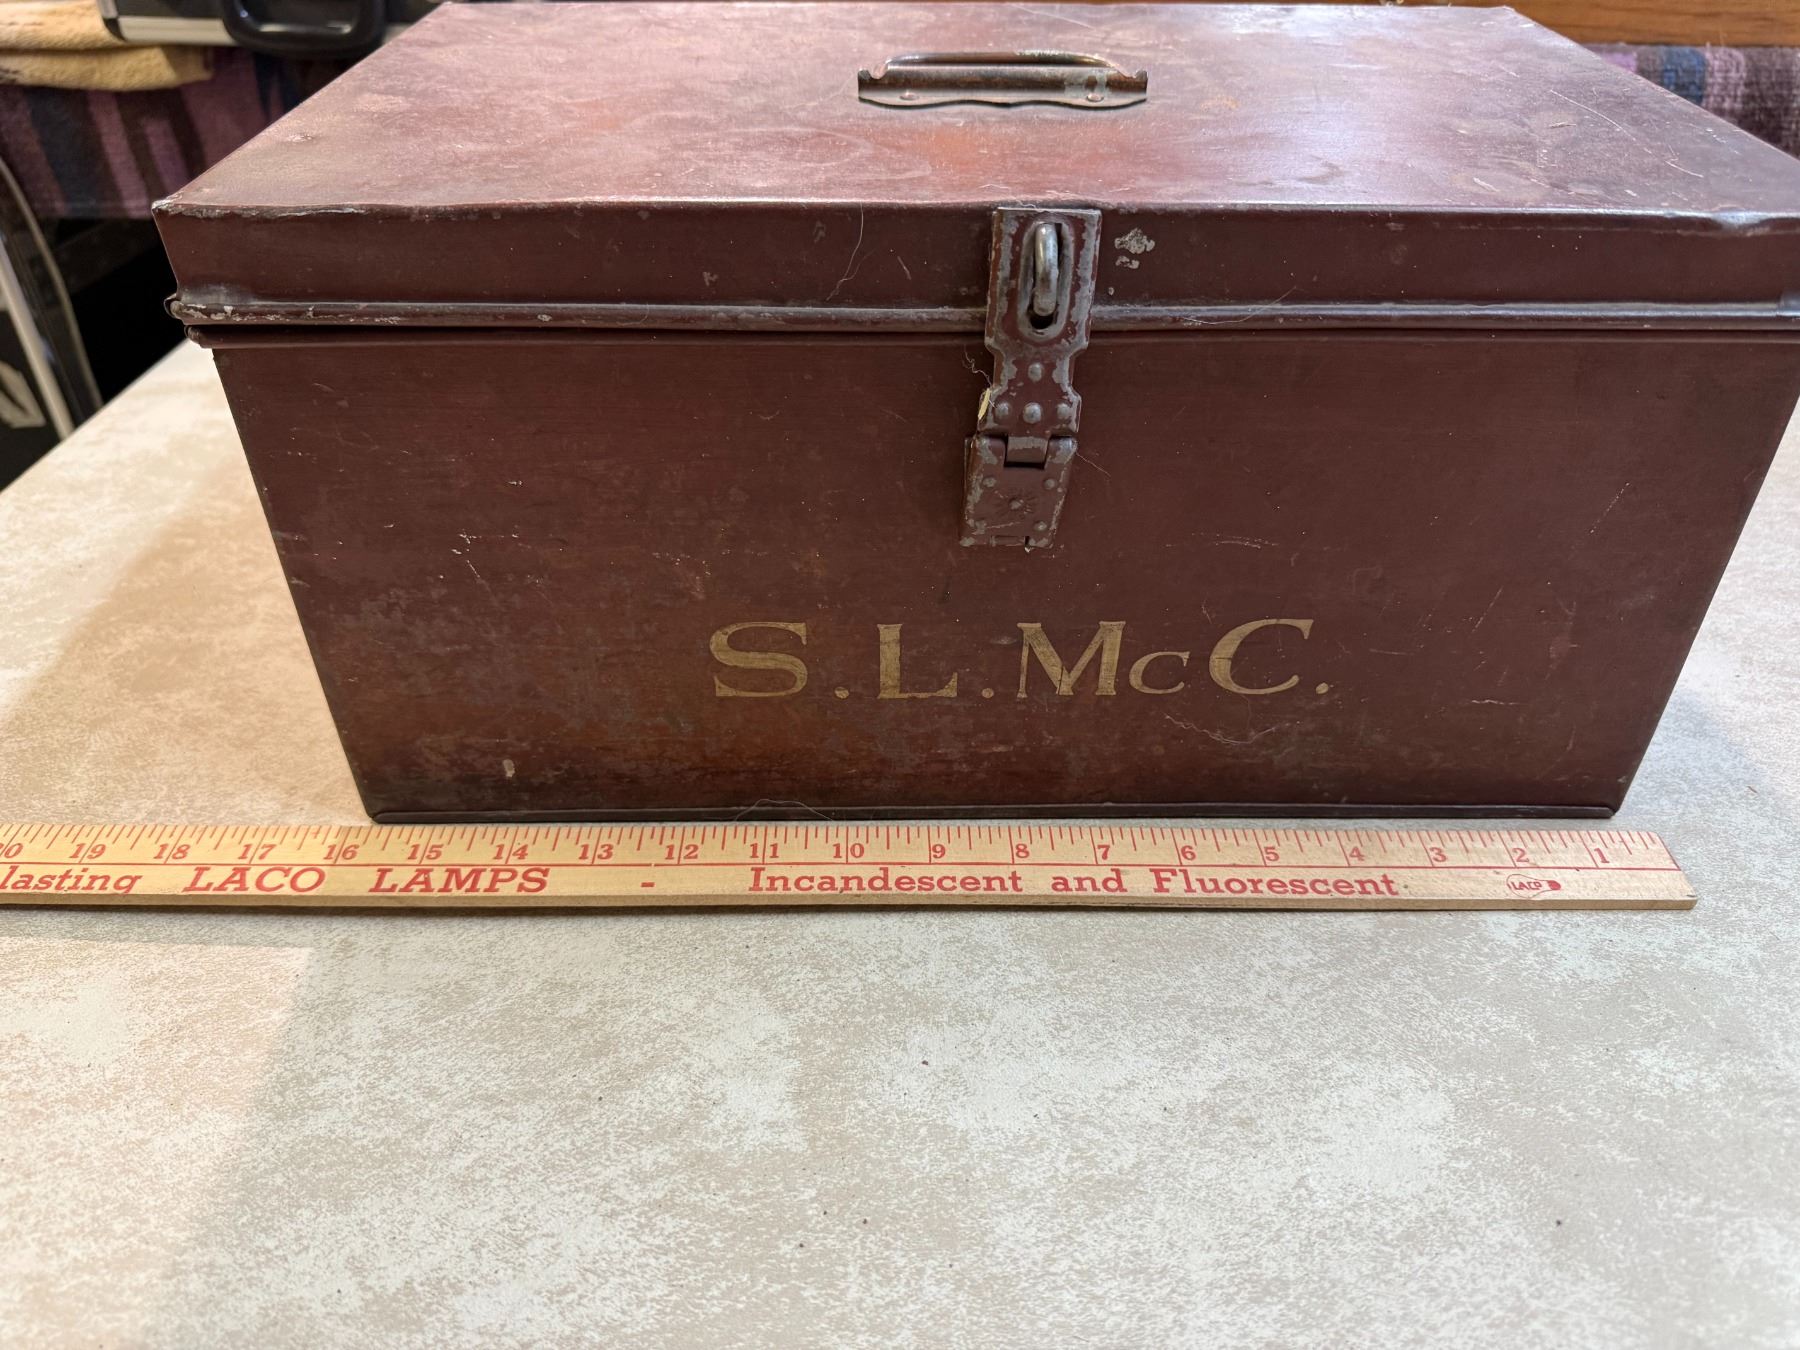 S.L.McC.
20 19 18 17 16 15 14 13 12 11 10 9 8 7 6 5 4 3 2 1
lasting LACO LAMPS - Incandescent and Fluorescent LACO